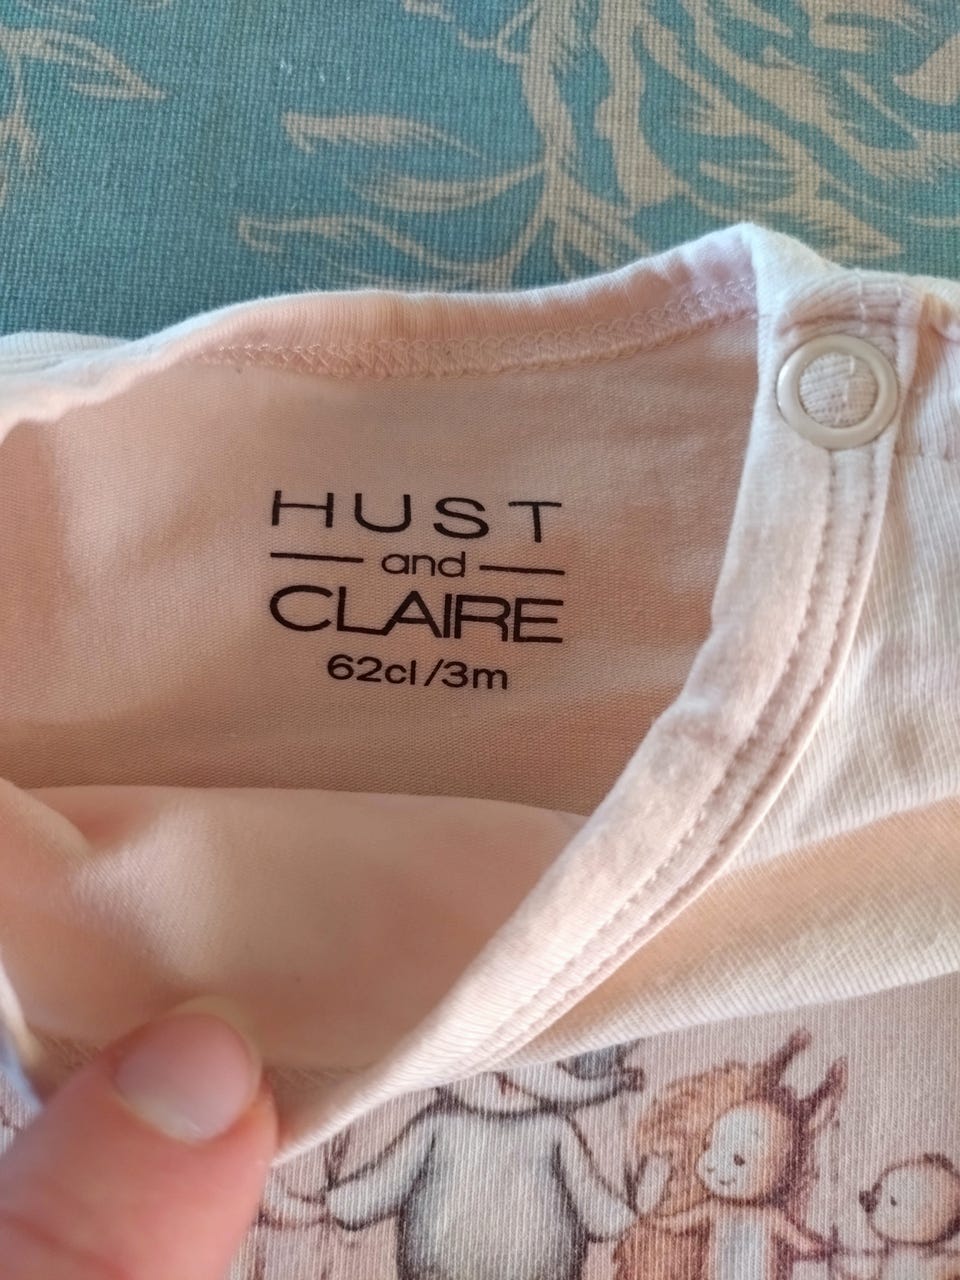 HUST
and
CLAIRE
62cl/3m